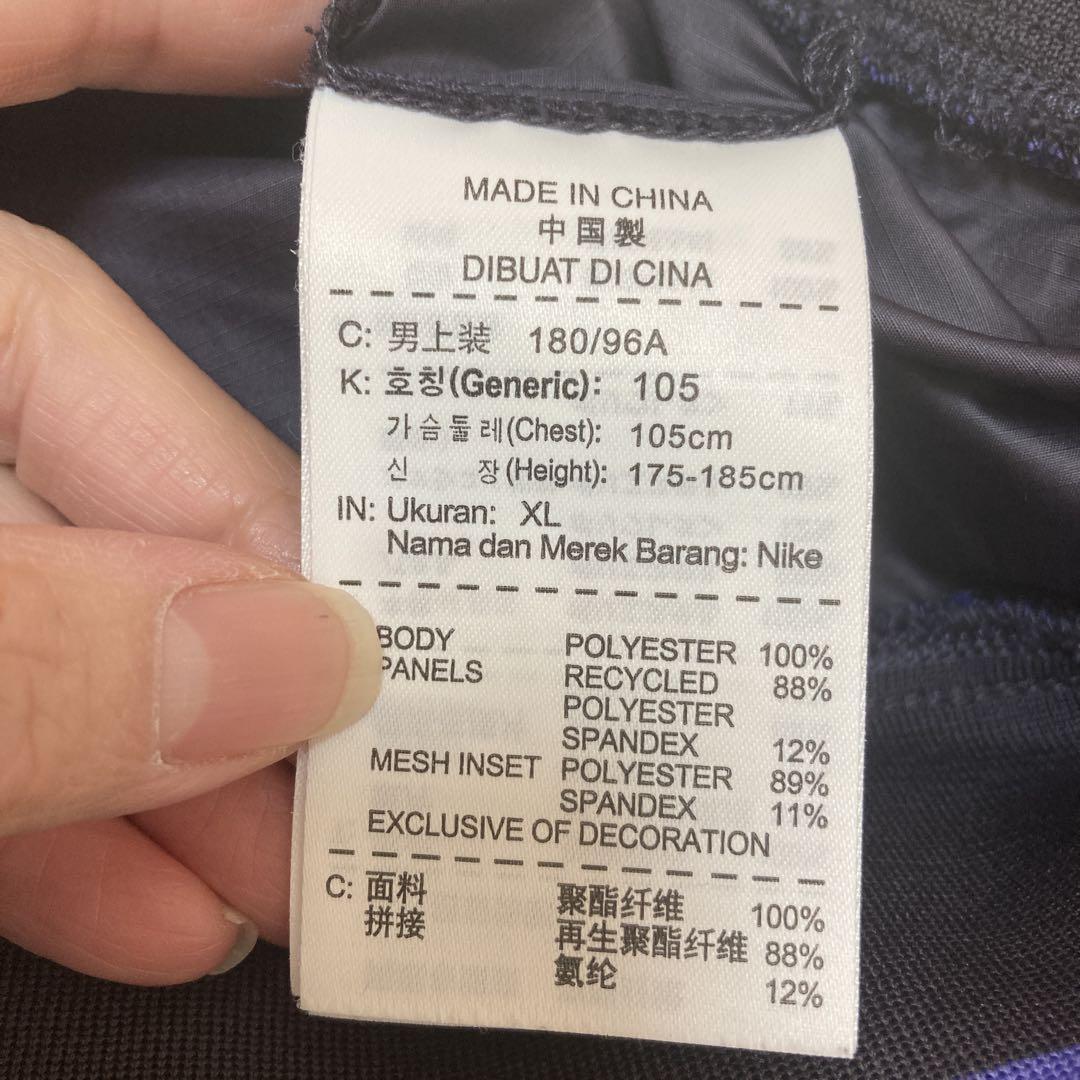 MADE IN CHINA
中国製
DIBUAT DI CINA
C: 男上装 180/96A
K: 호칭(Generic): 105
가슴둘레(Chest): 105cm
신 장(Height): 175-185cm
IN: Ukuran: XL
Nama dan Merek Barang: Nike
BODY POLYESTER 100%
PANELS RECYCLED 88%
POLYESTER
SPANDEX 12%
MESH INSET POLYESTER 89%
SPANDEX 11%
EXCLUSIVE OF DECORATION
C: 面料 聚酯纤维 100%
拼接 再生聚酯纤维 88%
氨纶 12%